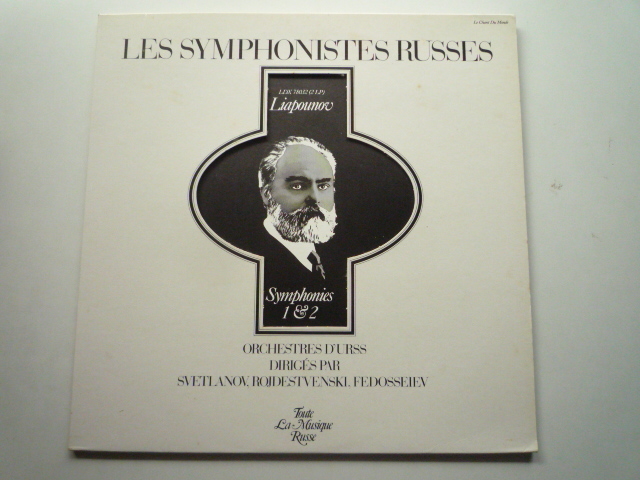 Le Chant Du Monde
LES SYMPHONISTES RUSSES
LDX 78032 (2 LP)
Liapounov
Symphonies
1 & 2
ORCHESTRES D'URSS
DIRIGÉS PAR
SVETLANOV, ROJDESTVENSKI, FEDOSSEIEV
Toute
La-Musique
Russe